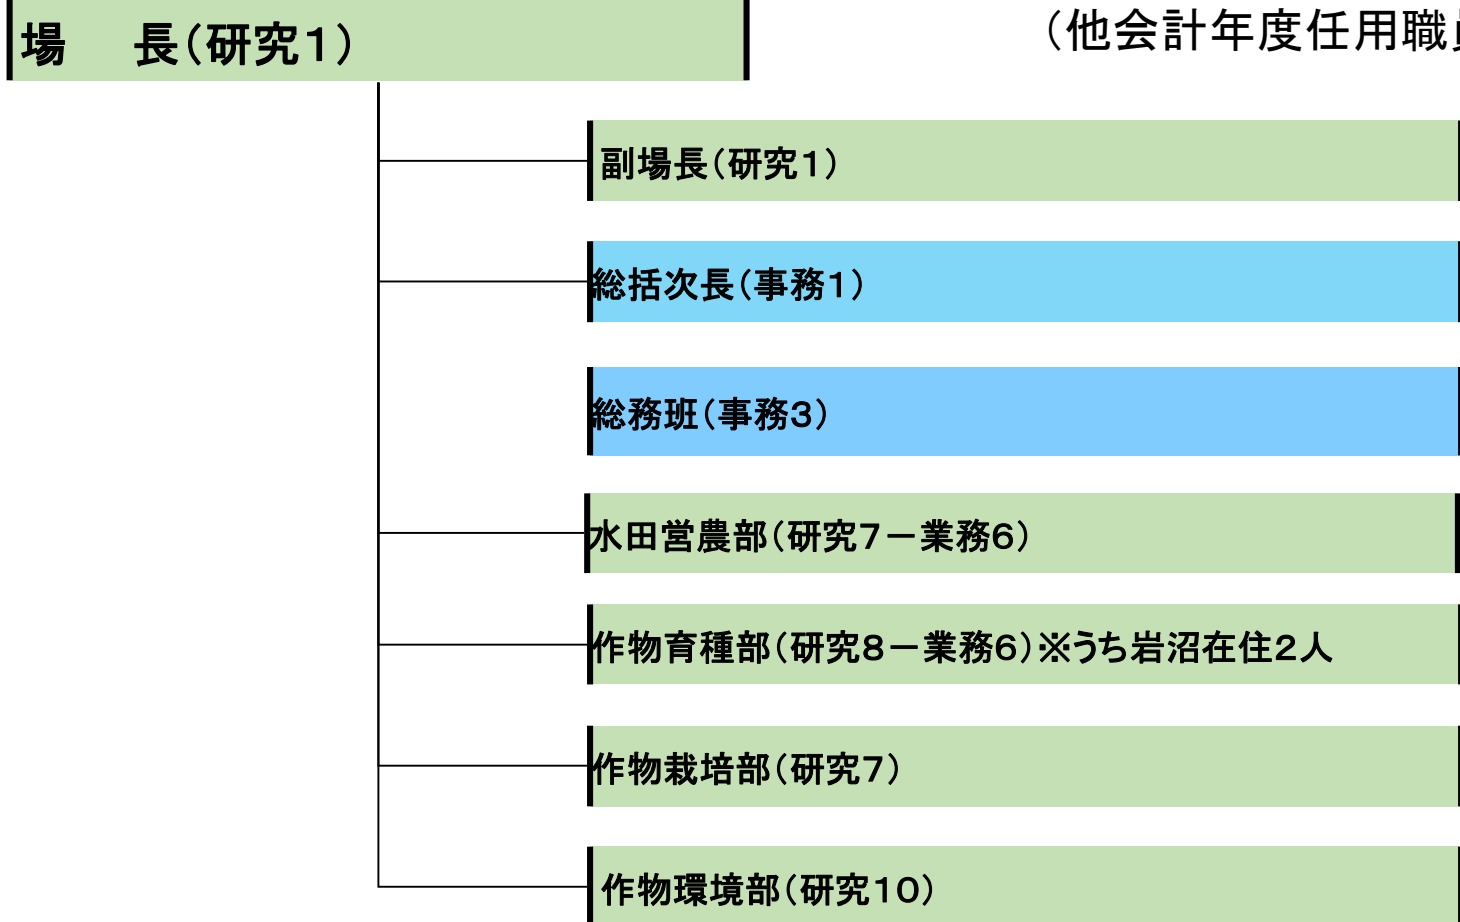 場　長（研究１）
（他会計年度任用職
副場長（研究１）
総括次長（事務１）
総務班（事務３）
水田営農部（研究７－業務６）
作物育種部（研究８－業務６）※うち岩沼在住２人
作物栽培部（研究７）
作物環境部（研究１０）